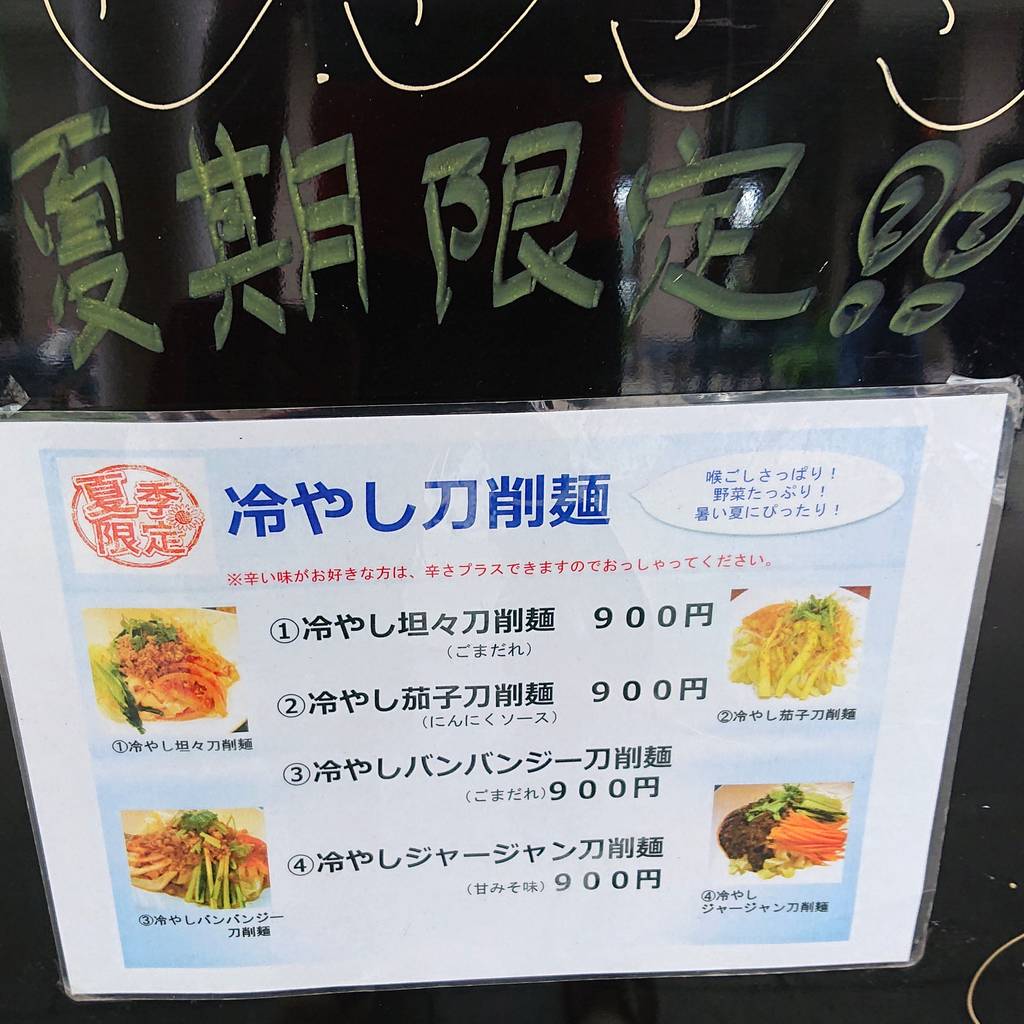 夏期限定!!
夏季
限定
冷やし刀削麺
喉ごしさっぱり!
野菜たっぷり!
暑い夏にぴったり!
※辛い味がお好きな方は、辛さプラスできますのでおっしゃってください。
①冷やし坦々刀削麺 900円
(ごまだれ)
②冷やし茄子刀削麺 900円
(にんにくソース)
③冷やしバンバンジー刀削麺
(ごまだれ)900円
④冷やしジャージャン刀削麺
(甘みそ味)900円
①冷やし坦々刀削麺
②冷やし茄子刀削麺
③冷やしバンバンジー
刀削麺
④冷やし
ジャージャン刀削麺